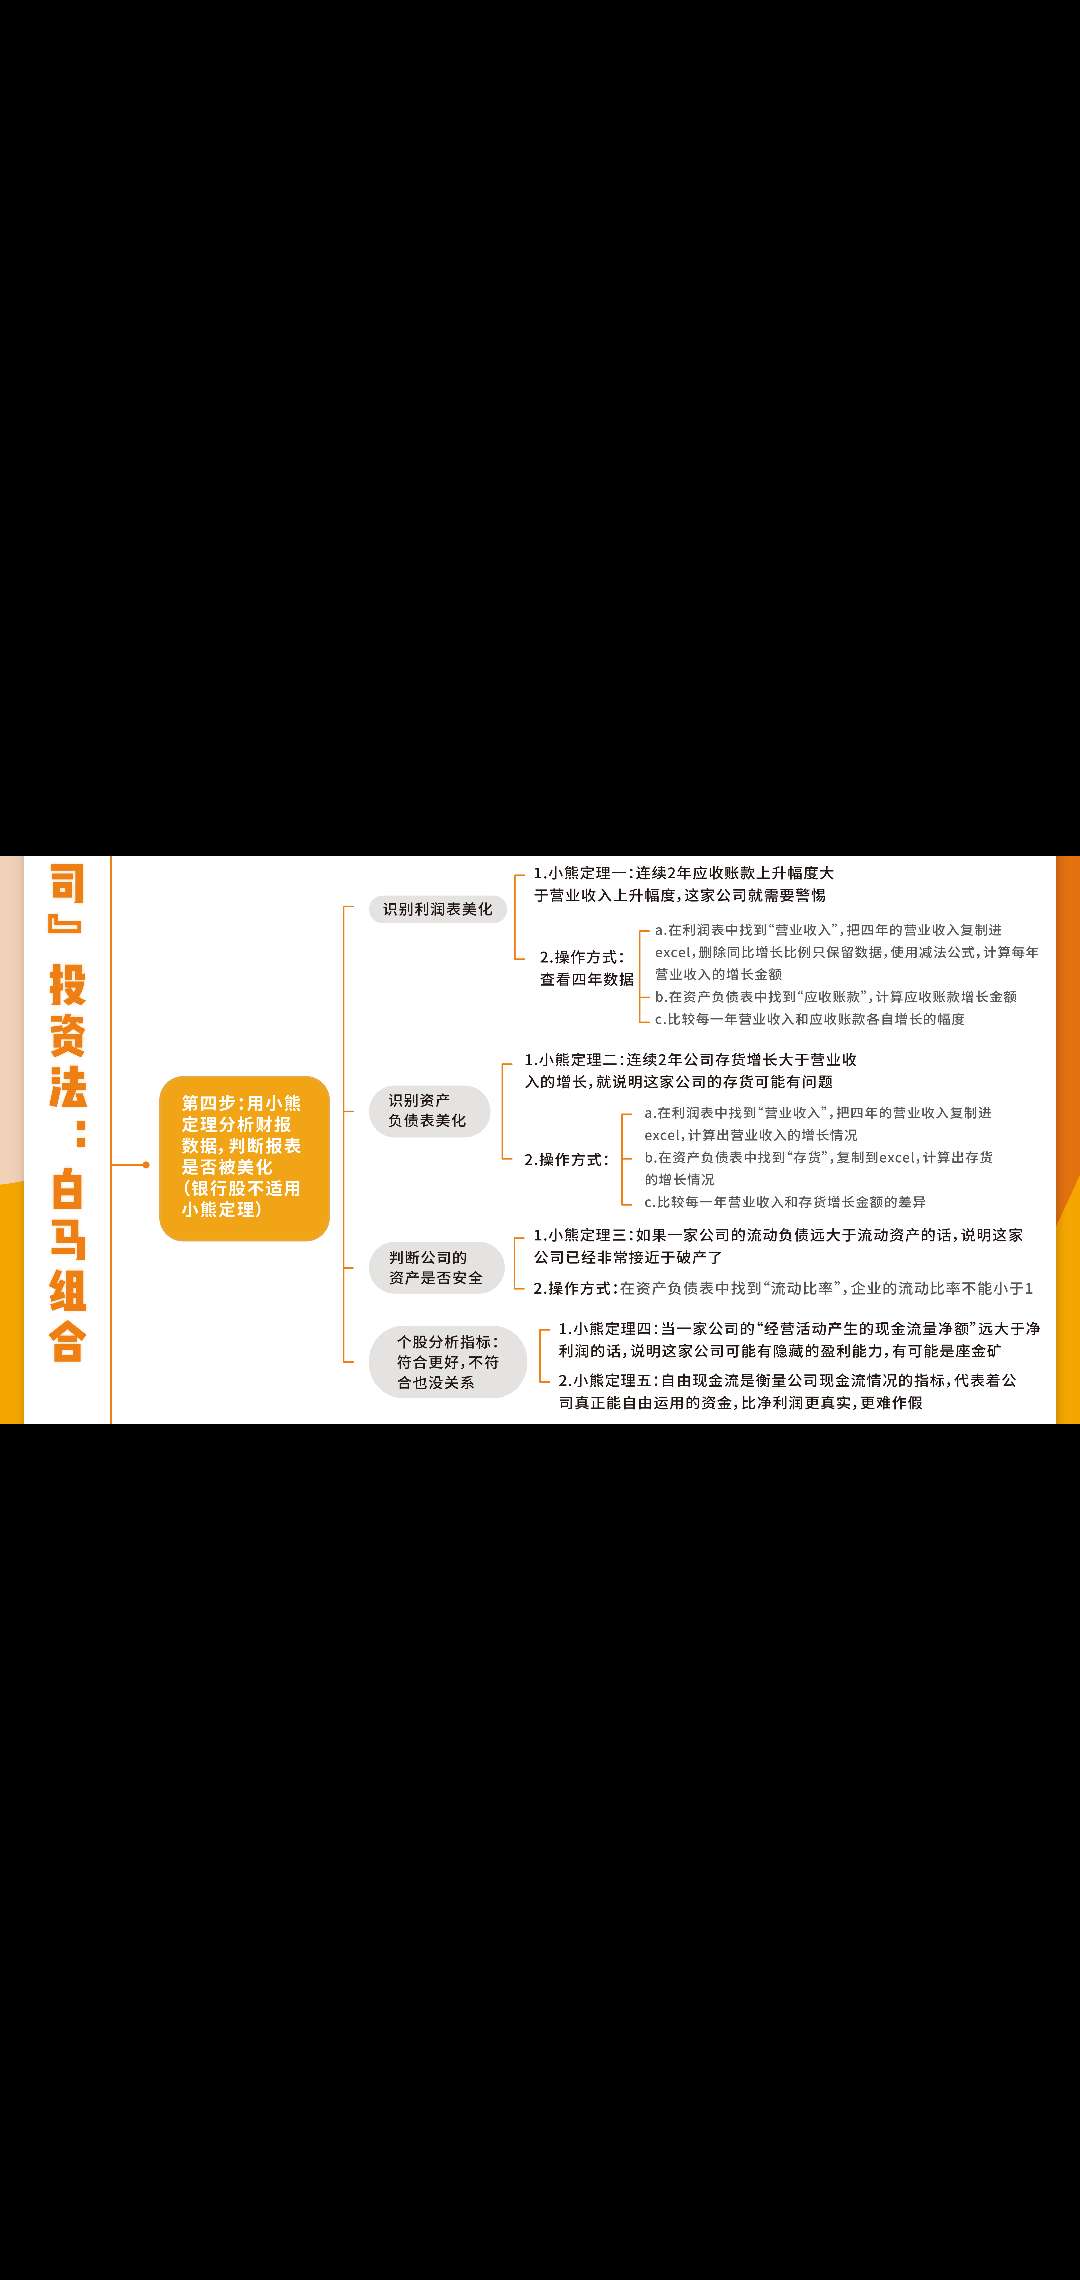 司』投资法：白马组合
第四步：用小熊
定理分析财报
数据，判断报表
是否被美化
（银行股不适用
小熊定理）
识别利润表美化
1.小熊定理一：连续2年应收账款上升幅度大
于营业收入上升幅度，这家公司就需要警惕
2.操作方式：
查看四年数据
a.在利润表中找到“营业收入”，把四年的营业收入复制进
excel，删除同比增长比例只保留数据，使用减法公式，计算每年
营业收入的增长金额
b.在资产负债表中找到“应收账款”，计算应收账款增长金额
c.比较每一年营业收入和应收账款各自增长的幅度
识别资产
负债表美化
1.小熊定理二：连续2年公司存货增长大于营业收
入的增长，就说明这家公司的存货可能有问题
2.操作方式：
a.在利润表中找到“营业收入”，把四年的营业收入复制进
excel，计算出营业收入的增长情况
b.在资产负债表中找到“存货”，复制到excel，计算出存货
的增长情况
c.比较每一年营业收入和存货增长金额的差异
判断公司的
资产是否安全
1.小熊定理三：如果一家公司的流动负债远大于流动资产的话，说明这家
公司已经非常接近于破产了
2.操作方式：在资产负债表中找到“流动比率”，企业的流动比率不能小于1
个股分析指标：
符合更好，不符
合也没关系
1.小熊定理四：当一家公司的“经营活动产生的现金流量净额”远大于净
利润的话，说明这家公司可能有隐藏的盈利能力，有可能是座金矿
2.小熊定理五：自由现金流是衡量公司现金流情况的指标，代表着公
司真正能自由运用的资金，比净利润更真实，更难作假